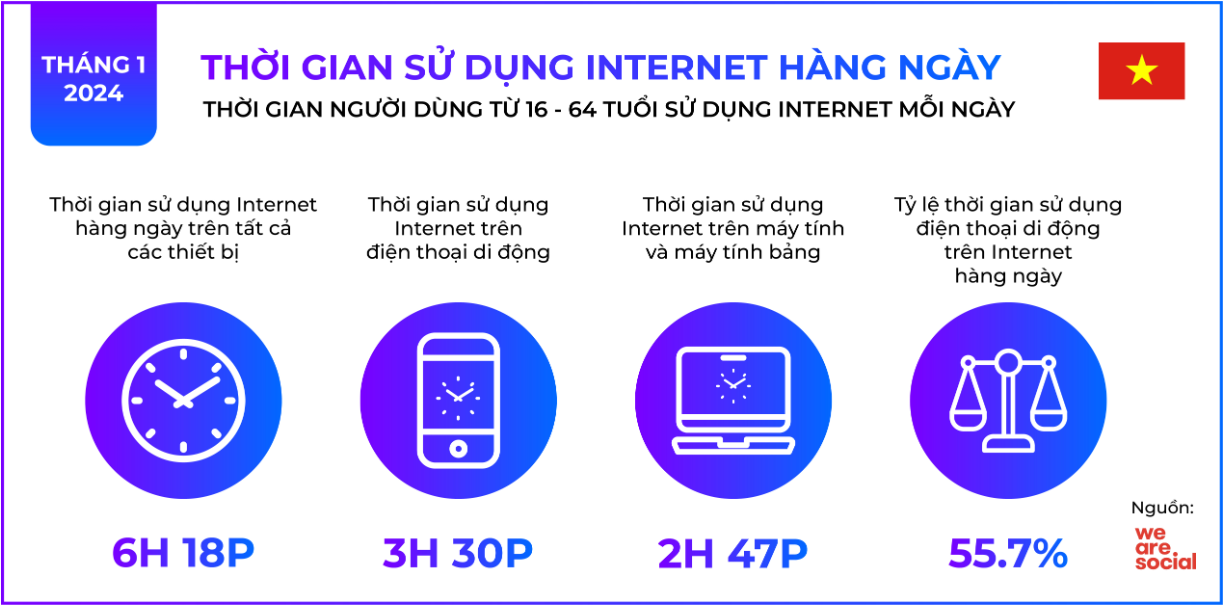 THÁNG 1
2024
THỜI GIAN SỬ DỤNG INTERNET HÀNG NGÀY
THỜI GIAN NGƯỜI DÙNG TỪ 16 - 64 TUỔI SỬ DỤNG INTERNET MỖI NGÀY
Thời gian sử dụng Internet
hàng ngày trên tất cả
các thiết bị
6H 18P
Thời gian sử dụng
Internet trên
điện thoại di động
3H 30P
Thời gian sử dụng
Internet trên máy tính
và máy tính bảng
2H 47P
Tỷ lệ thời gian sử dụng
điện thoại di động
trên Internet
hàng ngày
55.7%
Nguồn:
we
are
social